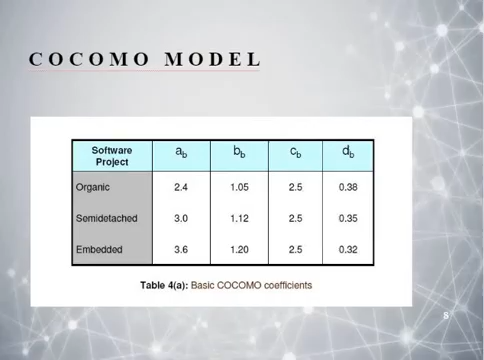 COCOMO MODEL
Software Project a_b b_b c_b d_b
Organic 2.4 1.05 2.5 0.38
Semidetached 3.0 1.12 2.5 0.35
Embedded 3.6 1.20 2.5 0.32
Table 4(a): Basic COCOMO coefficients
8